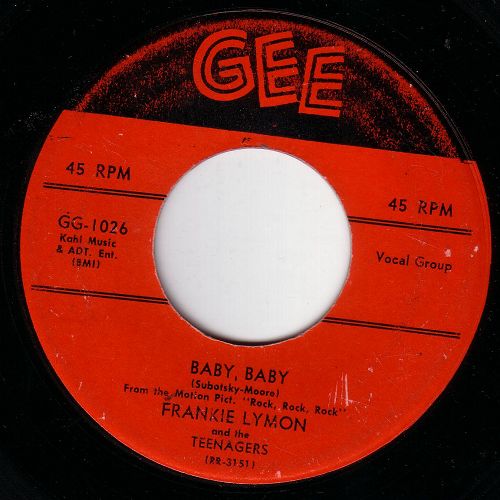 GEE
45 RPM
45 RPM
GG-1026
Kahl Music
& ADT. Ent.
(BMI)
Vocal Group
BABY, BABY
(Subotsky-Moore)
From the Motion Pict. "Rock, Rock, Rock"
FRANKIE LYMON
and the
TEENAGERS
(RR-3151)